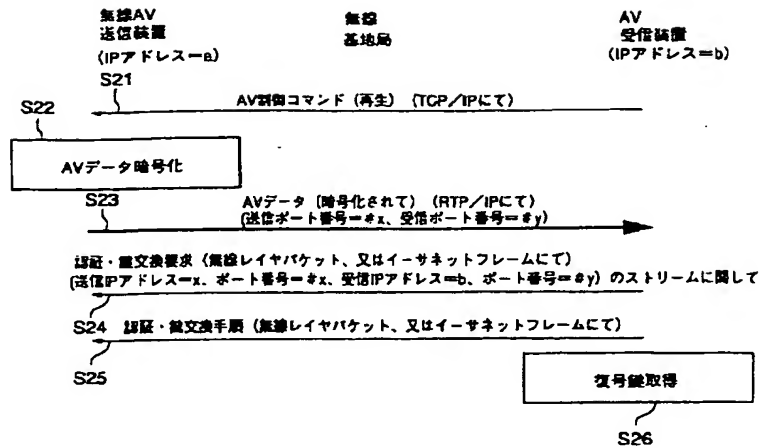 無線AV
送信装置
(IPアドレス=a)
無線
基地局
AV
受信装置
(IPアドレス=b)
S21
AV制御コマンド (再生) (TCP/IPにて)
S22
AVデータ暗号化
S23
AVデータ (暗号化されて) (RTP/IPにて)
(送信ポート番号=#x、受信ポート番号=#y)
認証・鍵交換要求 (無線レイヤパケット、又はイーサネットフレームにて)
(送信IPアドレス=x、ポート番号=#x、受信IPアドレス=b、ポート番号=#y) のストリームに関して
S24
認証・鍵交換手順 (無線レイヤパケット、又はイーサネットフレームにて)
S25
復号鍵取得
S26